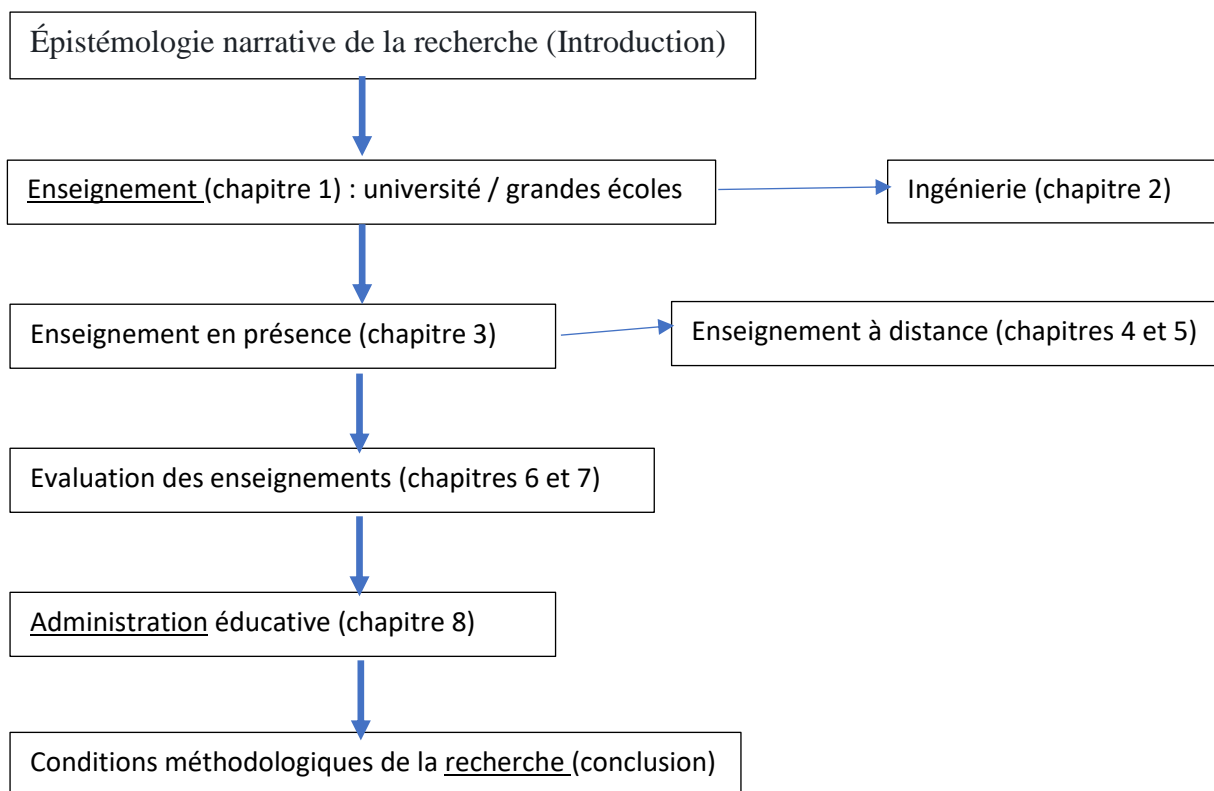 Épistémologie narrative de la recherche (Introduction)
Enseignement (chapitre 1) : université / grandes écoles
Ingénierie (chapitre 2)
Enseignement en présence (chapitre 3)
Enseignement à distance (chapitres 4 et 5)
Evaluation des enseignements (chapitres 6 et 7)
Administration éducative (chapitre 8)
Conditions méthodologiques de la recherche (conclusion)